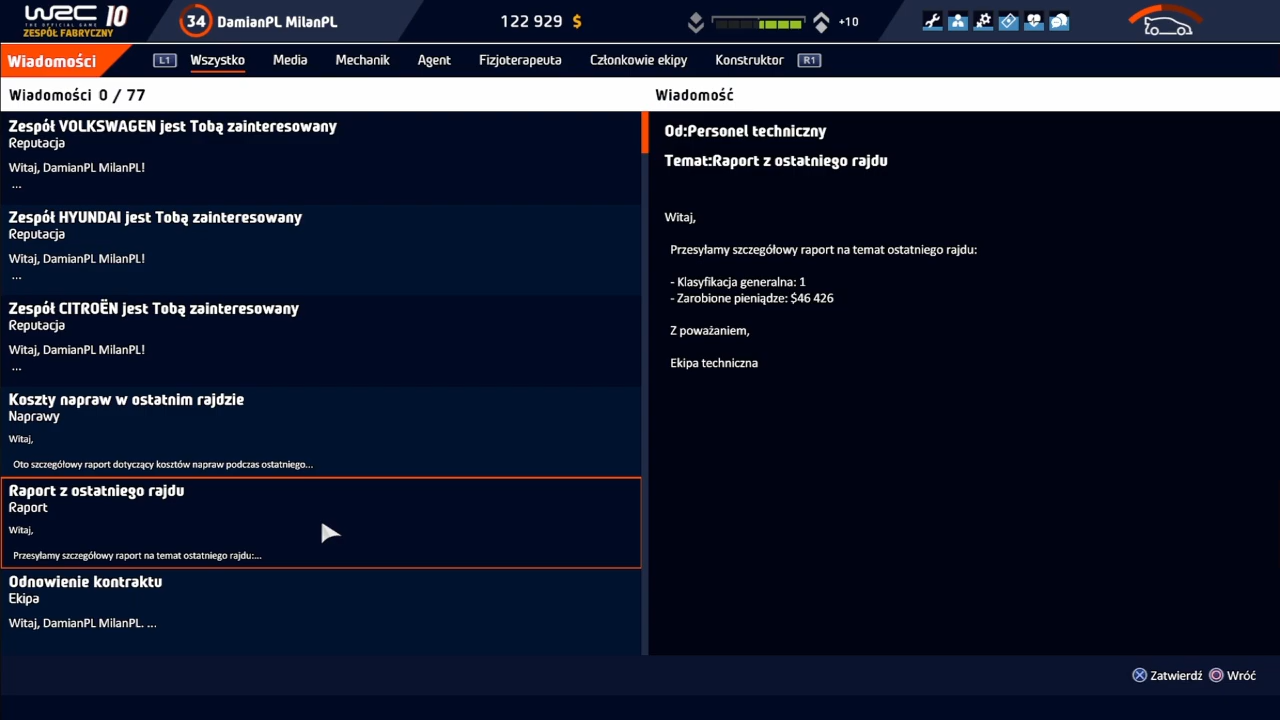 WRC 10
THE OFFICIAL GAME
ZESPÓŁ FABRYCZNY
34 DamianPL MilanPL
122 929 $
+10
Wiadomości
L1 Wszystko Media Mechanik Agent Fizjoterapeuta Członkowie ekipy Konstruktor R1
Wiadomości 0 / 77
Zespół VOLKSWAGEN jest Tobą zainteresowany
Reputacja
Witaj, DamianPL MilanPL!
...
Zespół HYUNDAI jest Tobą zainteresowany
Reputacja
Witaj, DamianPL MilanPL!
...
Zespół CITROËN jest Tobą zainteresowany
Reputacja
Witaj, DamianPL MilanPL!
...
Koszty napraw w ostatnim rajdzie
Naprawy
Witaj,
Oto szczegółowy raport dotyczący kosztów napraw podczas ostatniego...
Raport z ostatniego rajdu
Raport
Witaj,
Przesyłamy szczegółowy raport na temat ostatniego rajdu:...
Odnowienie kontraktu
Ekipa
Witaj, DamianPL MilanPL. ...
Wiadomość
Od:Personel techniczny
Temat:Raport z ostatniego rajdu
Witaj,
Przesyłamy szczegółowy raport na temat ostatniego rajdu:
- Klasyfikacja generalna: 1
- Zarobione pieniądze: $46 426
Z poważaniem,
Ekipa techniczna
Zatwierdź Wróć